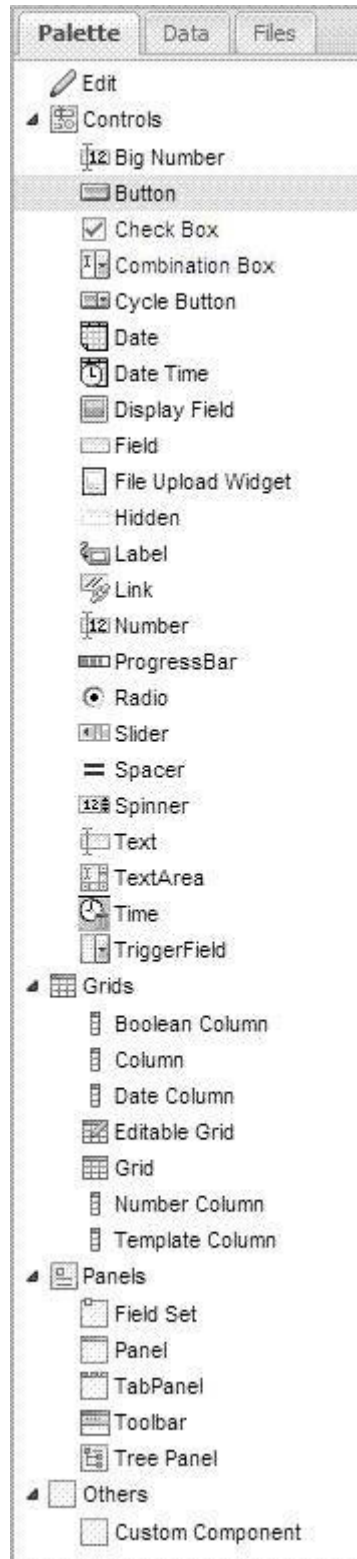 Palette Data Files
Edit
Controls
Big Number
Button
Check Box
Combination Box
Cycle Button
Date
Date Time
Display Field
Field
File Upload Widget
Hidden
Label
Link
Number
ProgressBar
Radio
Slider
Spacer
Spinner
Text
TextArea
Time
TriggerField
Grids
Boolean Column
Column
Date Column
Editable Grid
Grid
Number Column
Template Column
Panels
Field Set
Panel
TabPanel
Toolbar
Tree Panel
Others
Custom Component